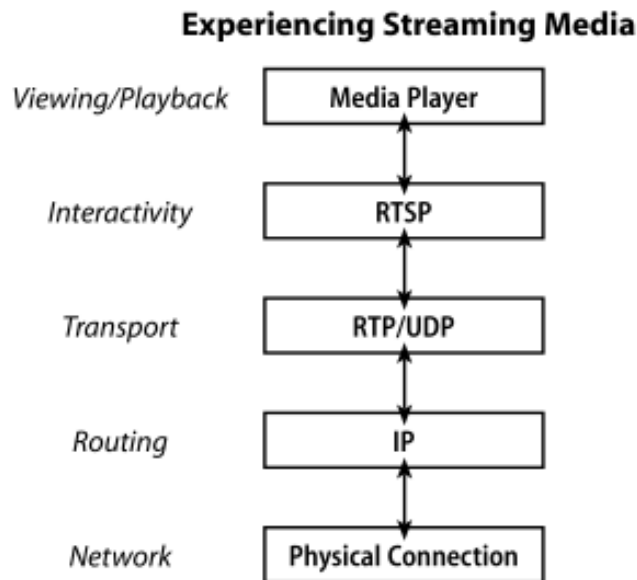 Experiencing Streaming Media
Viewing/Playback Media Player
Interactivity RTSP
Transport RTP/UDP
Routing IP
Network Physical Connection